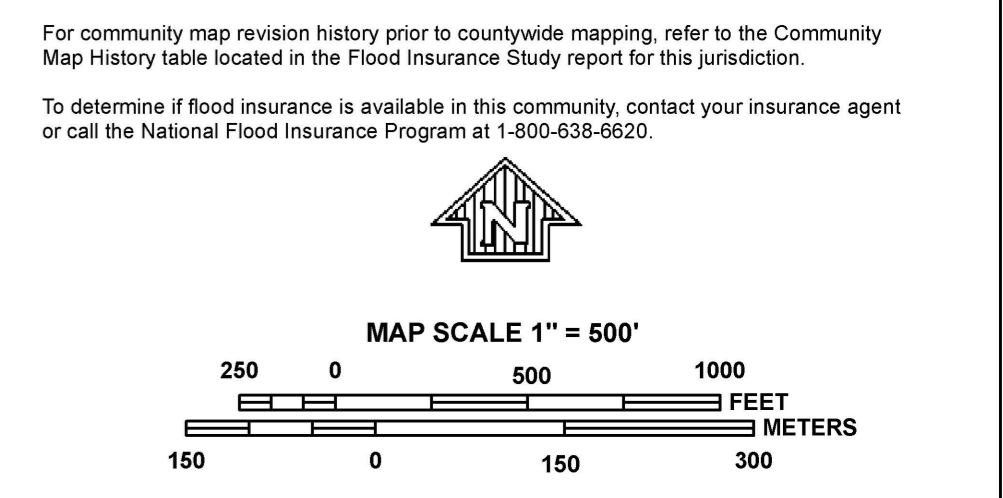 For community map revision history prior to countywide mapping, refer to the Community
Map History table located in the Flood Insurance Study report for this jurisdiction.
To determine if flood insurance is available in this community, contact your insurance agent
or call the National Flood Insurance Program at 1-800-638-6620.
N
MAP SCALE 1" = 500'
250 0 500 1000
FEET
METERS
150 0 150 300